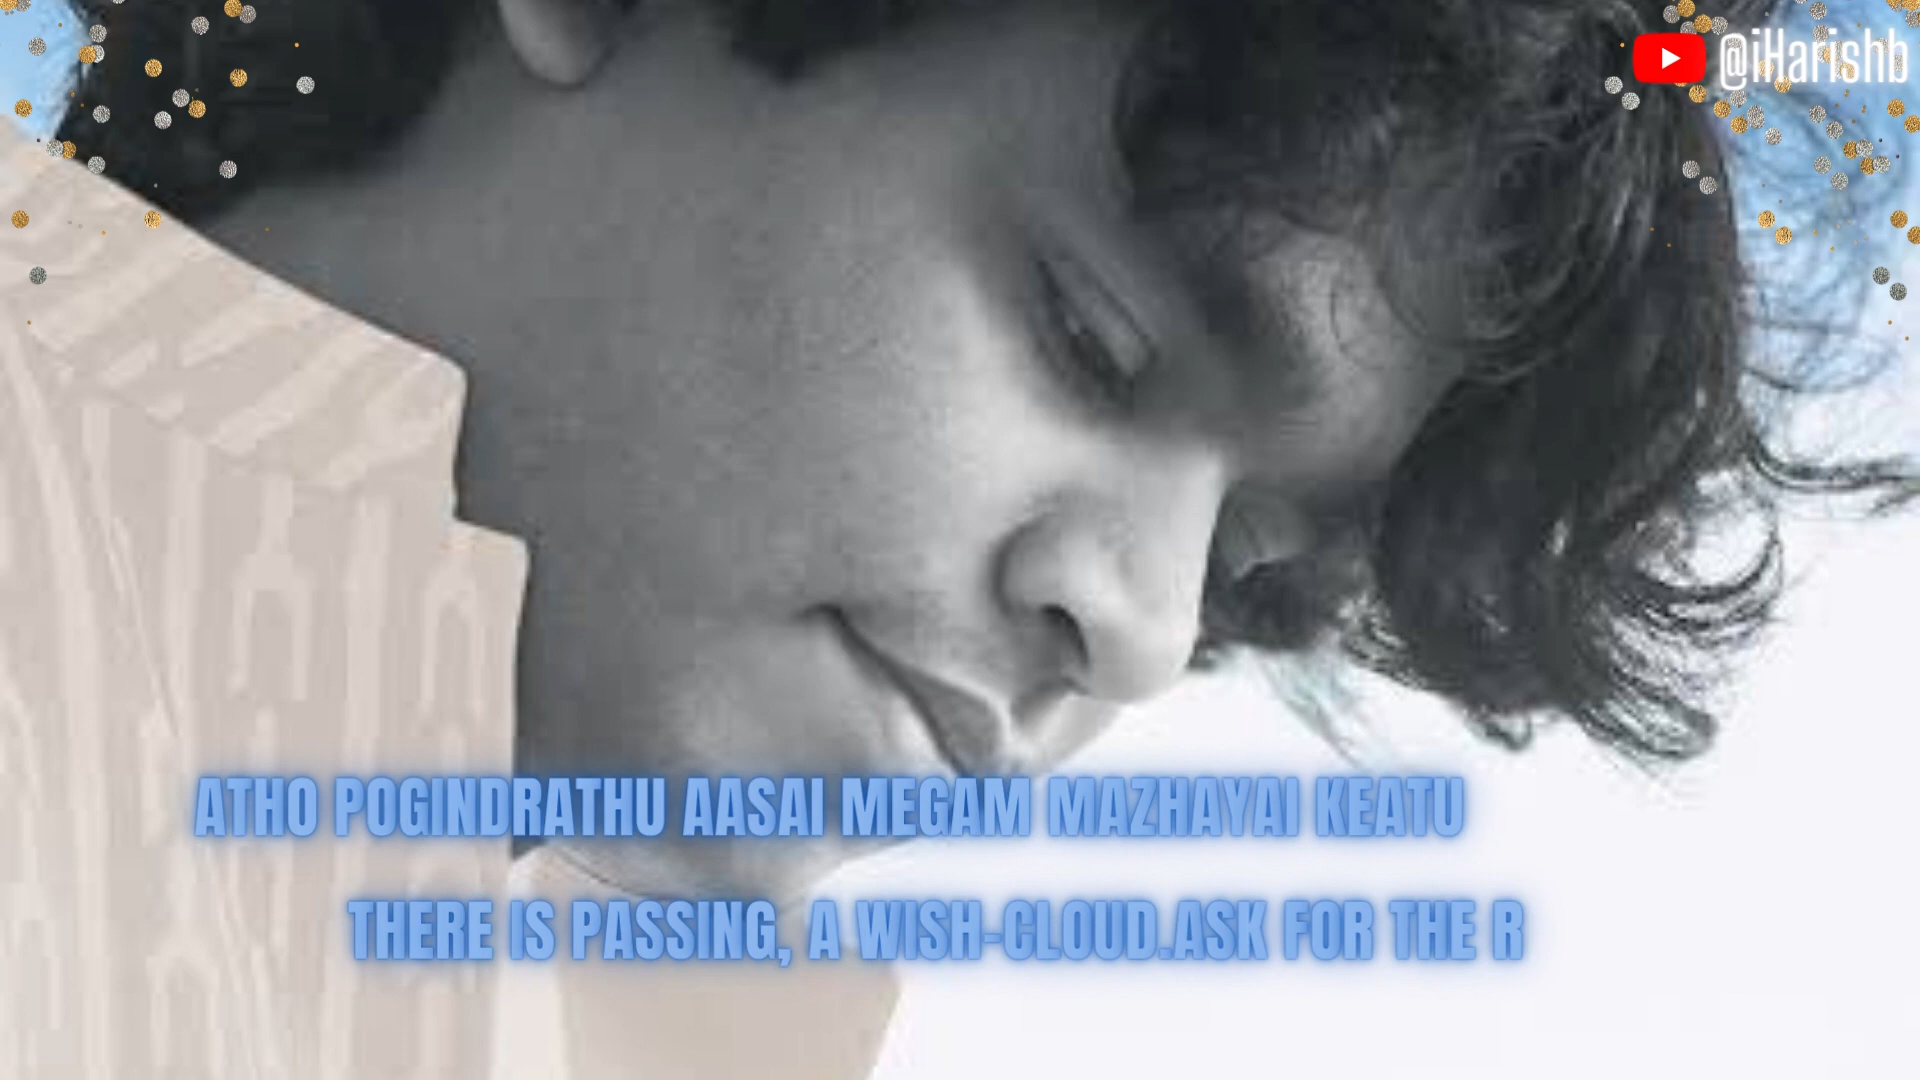 @iHarishb
ATHO POGINDRATHU AASAI MEGAM MAZHAYAI KEATU
THERE IS PASSING, A WISH-CLOUD.ASK FOR THE R